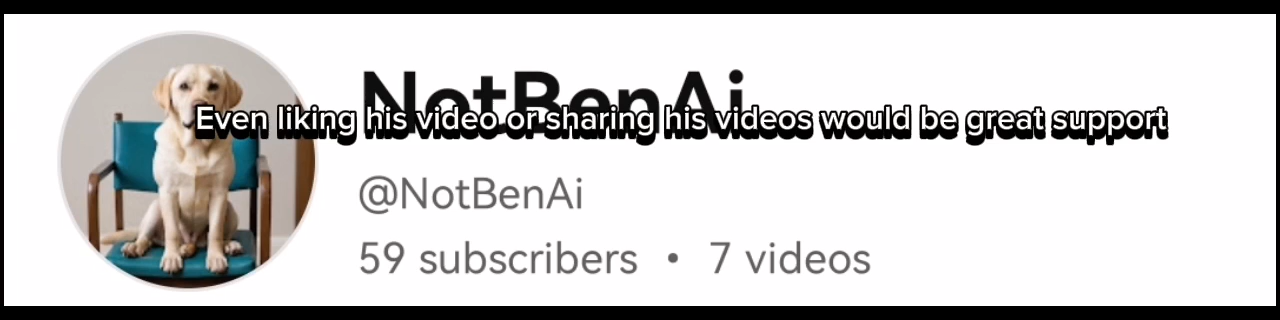 NotBenAi
Even liking his video or sharing his videos would be great support
@NotBenAi
59 subscribers • 7 videos